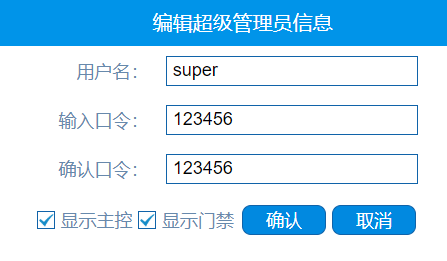 编辑超级管理员信息
用户名： super
输入口令： 123456
确认口令： 123456
显示主控 显示门禁 确认 取消